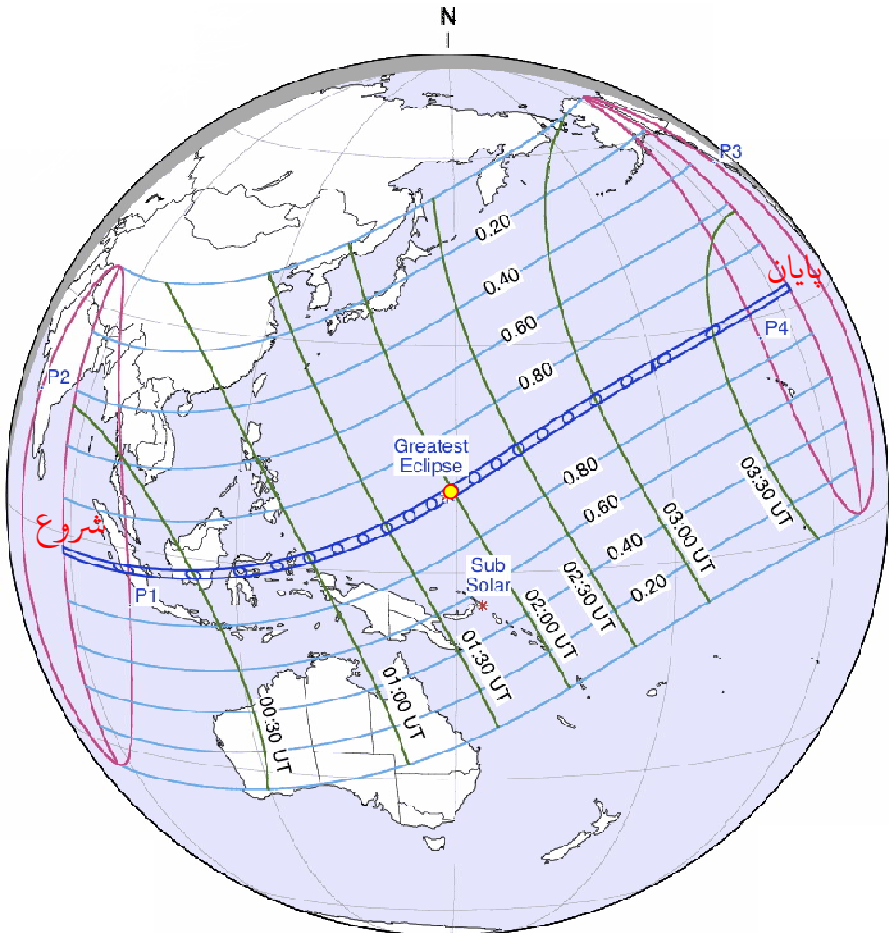 N
P3
0.20
پایان
0.40
0.60
P4
P2
0.80
Greatest
Eclipse
0.80
03:30 UT
شروع
0.60
03:00 UT
0.40
Sub
Solar
02:30 UT
0.20
P1
02:00 UT
01:30 UT
01:00 UT
00:30 UT